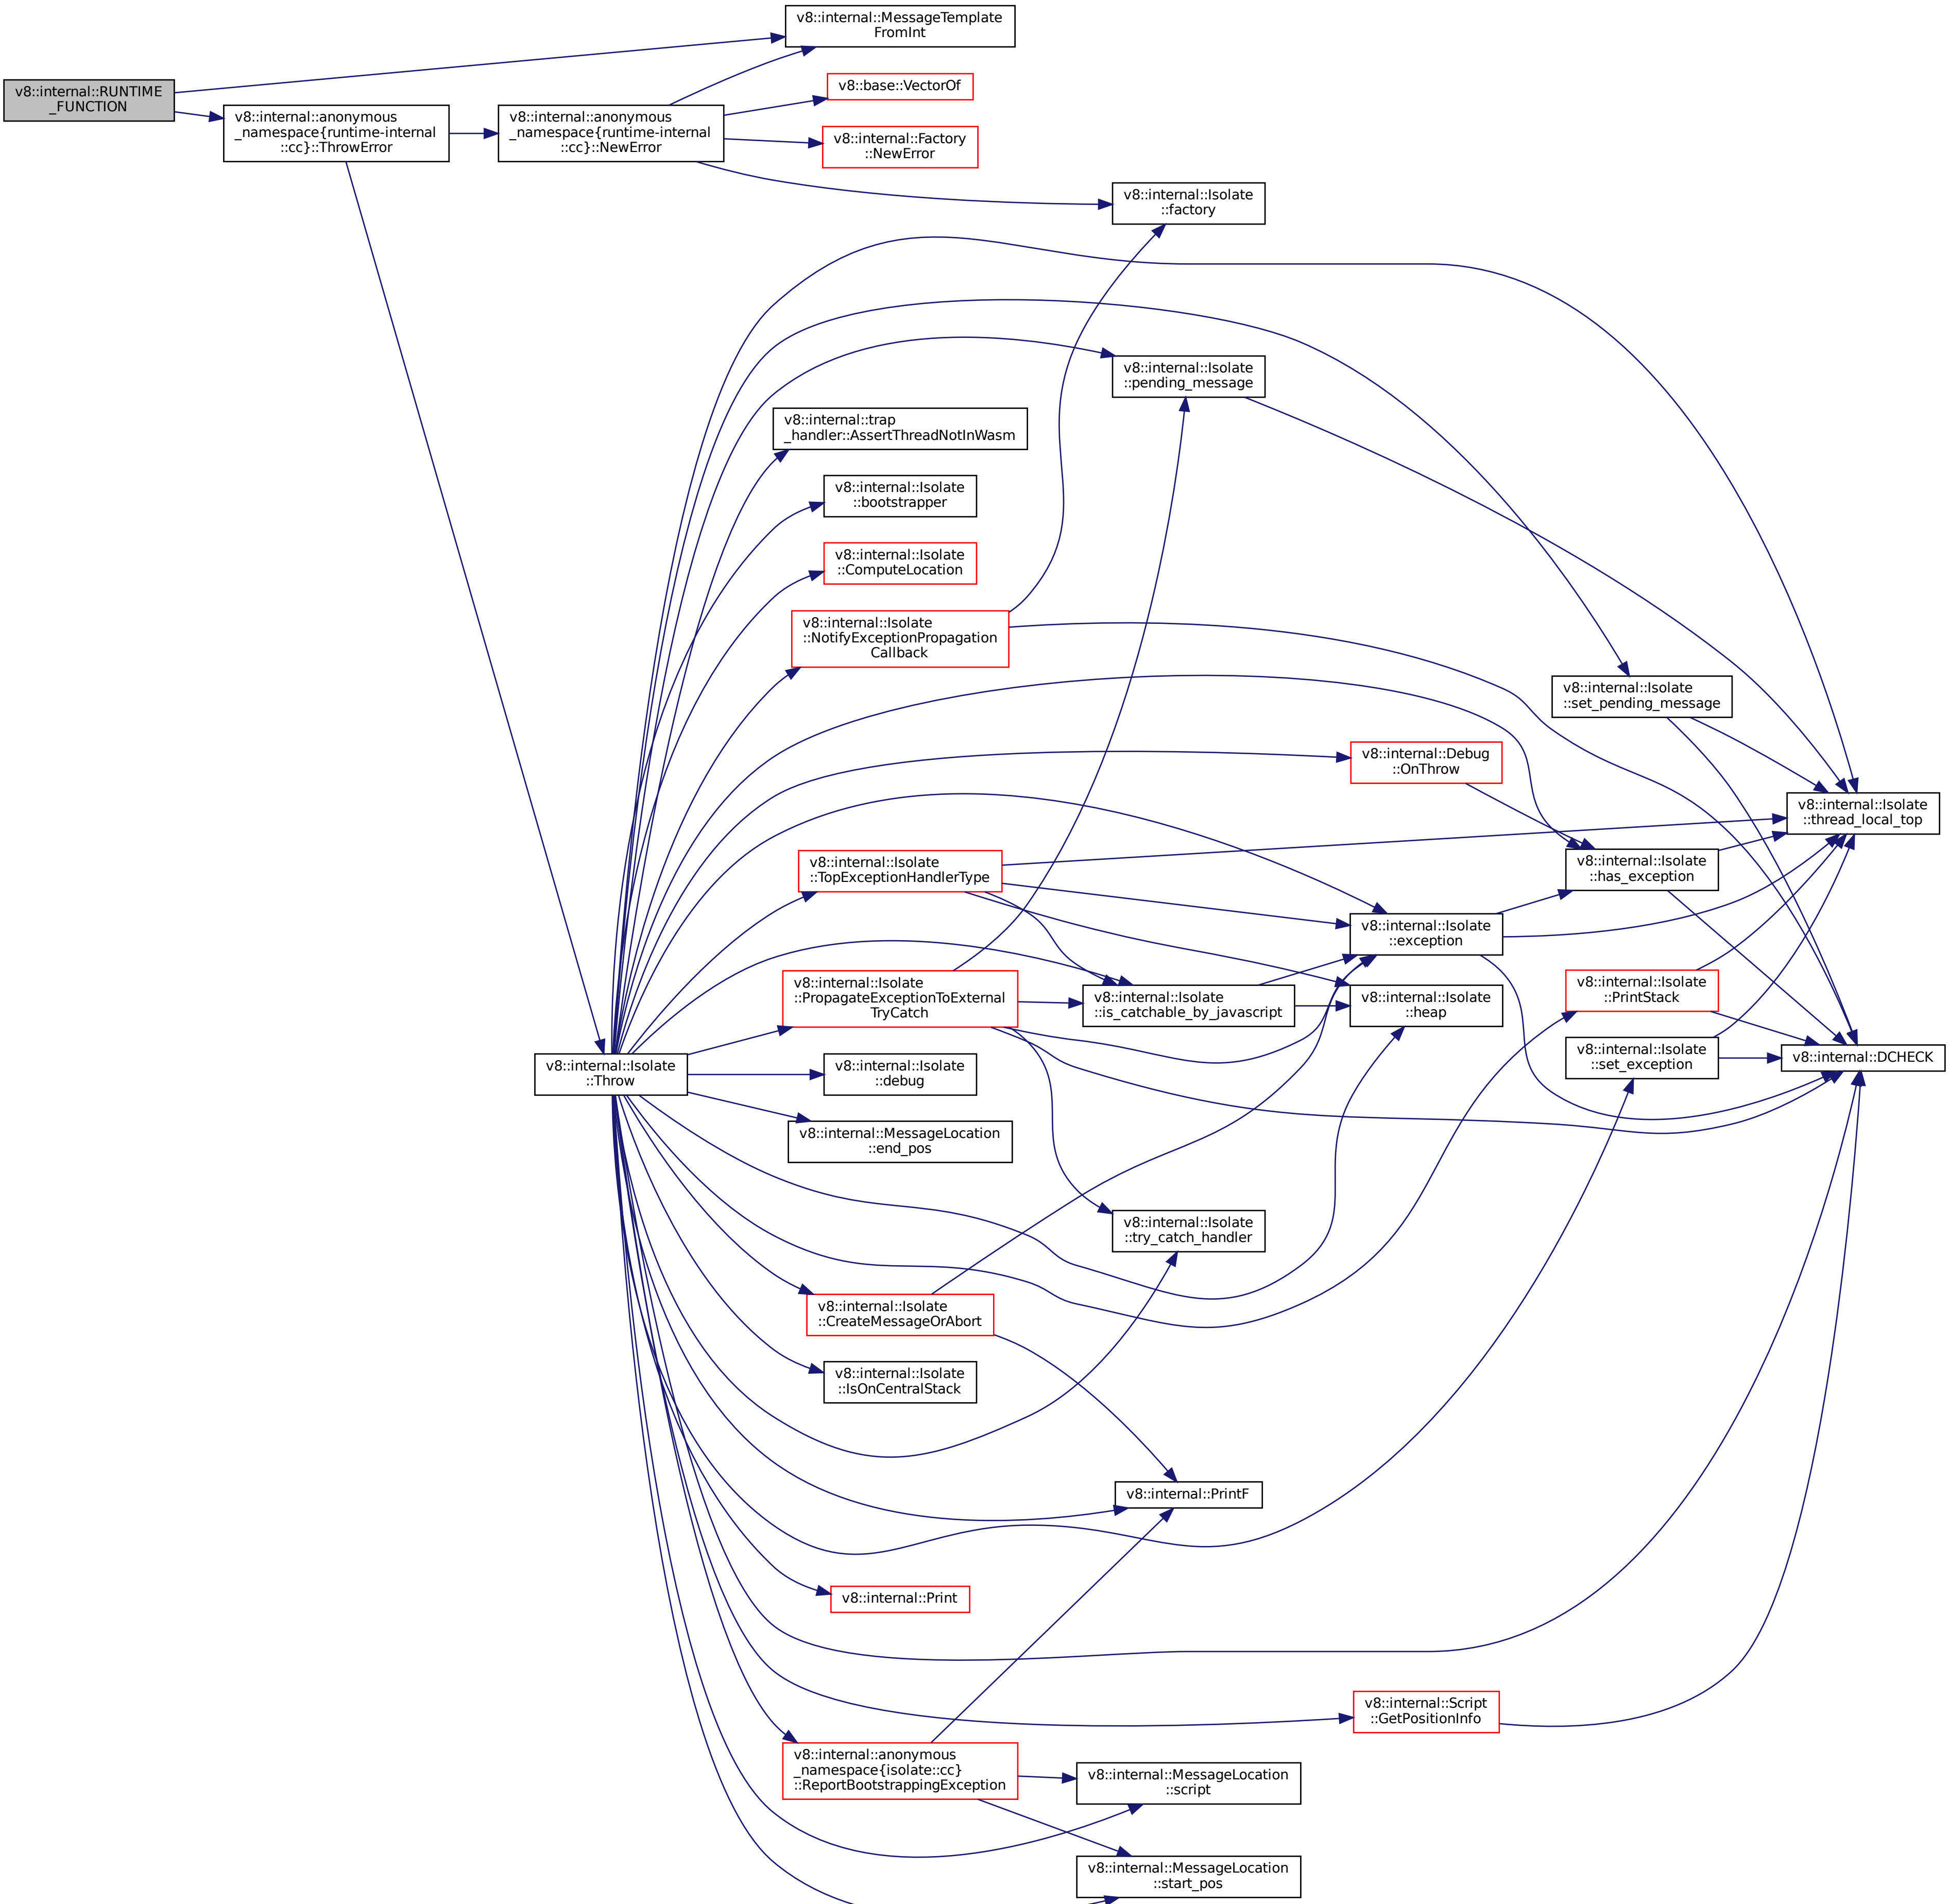 v8::internal::MessageTemplate
FromInt
v8::internal::RUNTIME
_FUNCTION
v8::base::VectorOf
v8::internal::anonymous
_namespace{runtime-internal
::cc}::ThrowError
v8::internal::anonymous
_namespace{runtime-internal
::cc}::NewError
v8::internal::Factory
::NewError
v8::internal::Isolate
::factory
v8::internal::Isolate
::pending_message
v8::internal::trap
_handler::AssertThreadNotInWasm
v8::internal::Isolate
::bootstrapper
v8::internal::Isolate
::ComputeLocation
v8::internal::Isolate
::NotifyExceptionPropagation
Callback
v8::internal::Isolate
::set_pending_message
v8::internal::Debug
::OnThrow
v8::internal::Isolate
::thread_local_top
v8::internal::Isolate
::TopExceptionHandlerType
v8::internal::Isolate
::has_exception
v8::internal::Isolate
::exception
v8::internal::Isolate
::PropagateExceptionToExternal
TryCatch
v8::internal::Isolate
::is_catchable_by_javascript
v8::internal::Isolate
::heap
v8::internal::Isolate
::PrintStack
v8::internal::Isolate
::Throw
v8::internal::Isolate
::debug
v8::internal::Isolate
::set_exception
v8::internal::DCHECK
v8::internal::MessageLocation
::end_pos
v8::internal::Isolate
::try_catch_handler
v8::internal::Isolate
::CreateMessageOrAbort
v8::internal::Isolate
::IsOnCentralStack
v8::internal::PrintF
v8::internal::Print
v8::internal::Script
::GetPositionInfo
v8::internal::anonymous
_namespace{isolate::cc}
::ReportBootstrappingException
v8::internal::MessageLocation
::script
v8::internal::MessageLocation
::start_pos